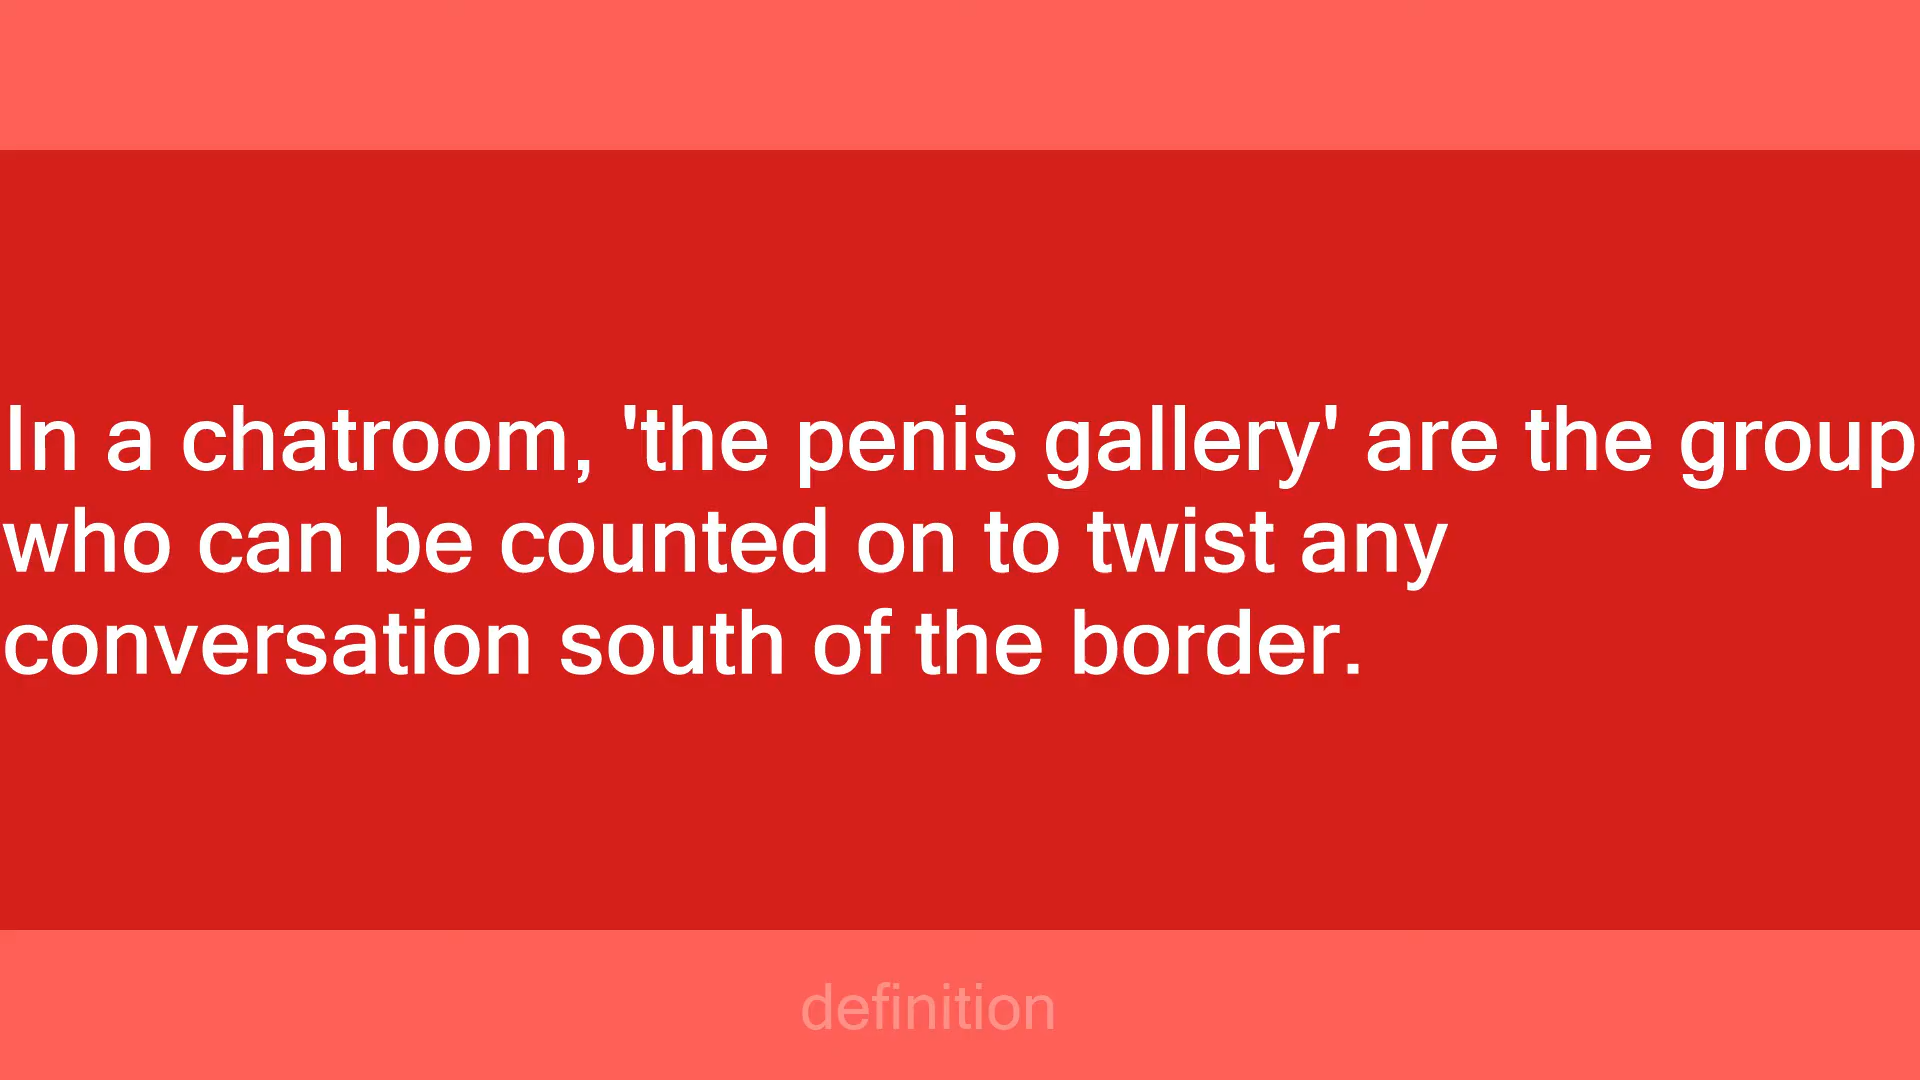 In a chatroom, 'the penis gallery' are the group
who can be counted on to twist any
conversation south of the border.
definition